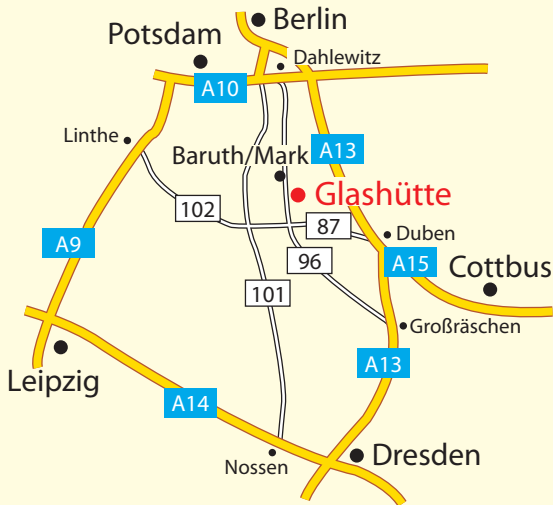 Berlin
Potsdam
Dahlewitz
A10
Linthe
Baruth/Mark
A13
Glashütte
102
87
Duben
A9
96
A15
Cottbus
101
Großräschen
Leipzig
A13
A14
Nossen
Dresden